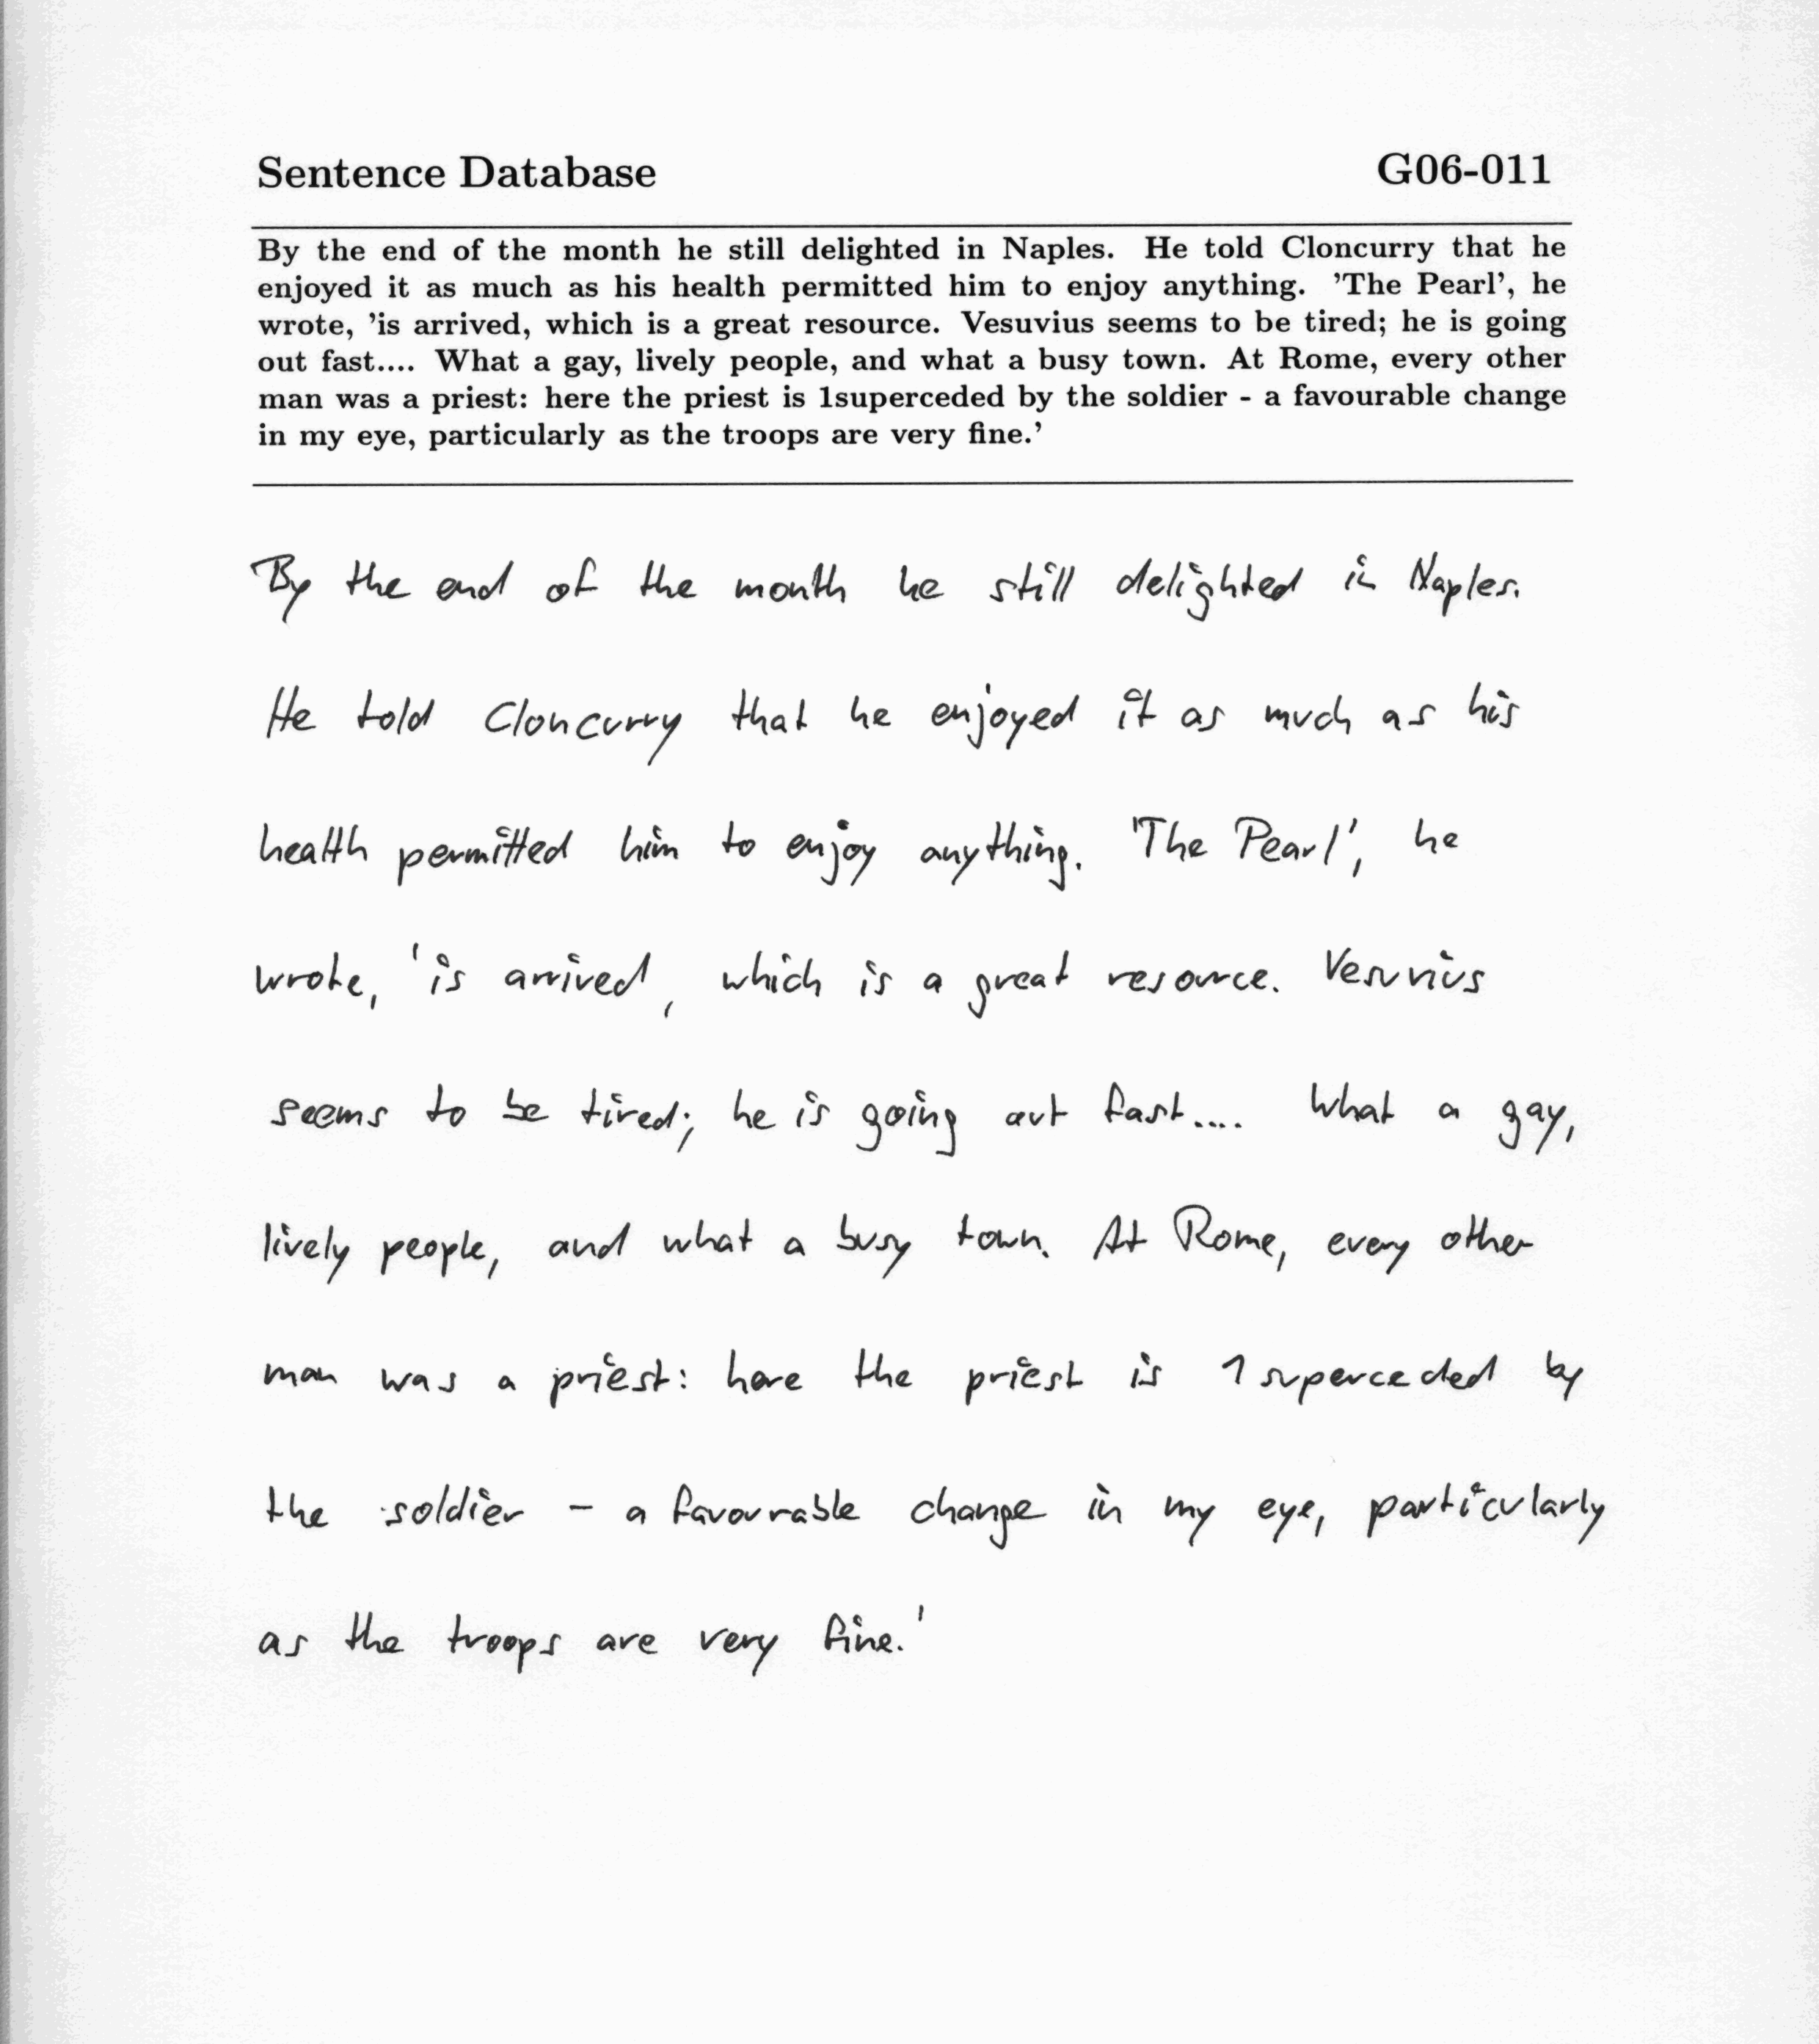 Sentence Database G06-011
By the end of the month he still delighted in Naples. He told Cloncurry that he
enjoyed it as much as his health permitted him to enjoy anything. 'The Pearl', he
wrote, 'is arrived, which is a great resource. Vesuvius seems to be tired; he is going
out fast.... What a gay, lively people, and what a busy town. At Rome, every other
man was a priest: here the priest is 1superceded by the soldier - a favourable change
in my eye, particularly as the troops are very fine.'
By the end of the month he still delighted in Naples.
He told Cloncurry that he enjoyed it as much as his
health permitted him to enjoy anything. 'The Pearl', he
wrote, 'is arrived, which is a great resource. Vesuvius
seems to be tired; he is going out fast.... What a gay,
lively people, and what a busy town. At Rome, every other
man was a priest: here the priest is 1superceded by
the soldier - a favourable change in my eye, particularly
as the troops are very fine.'